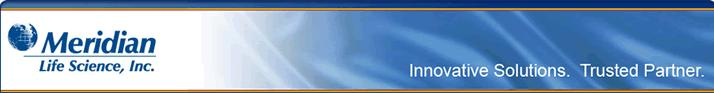 Meridian
Life Science, Inc.
Innovative Solutions. Trusted Partner.